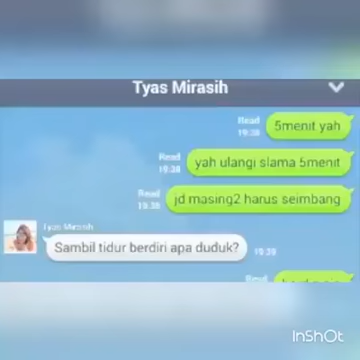 Tyas Mirasih
Read
19:38
5menit yah
Read
19:38
yah ulangi slama 5menit
Read
19:38
jd masing2 harus seimbang
Tyas Mirasih
Sambil tidur berdiri apa duduk?
19:39
Read
InShOt